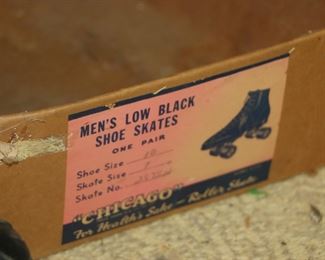 MEN'S LOW BLACK
SHOE SKATES
ONE PAIR
Shoe Size 10
Skate Size
Skate No.
"CHICAGO"
For Health's Sake - Roller Skate